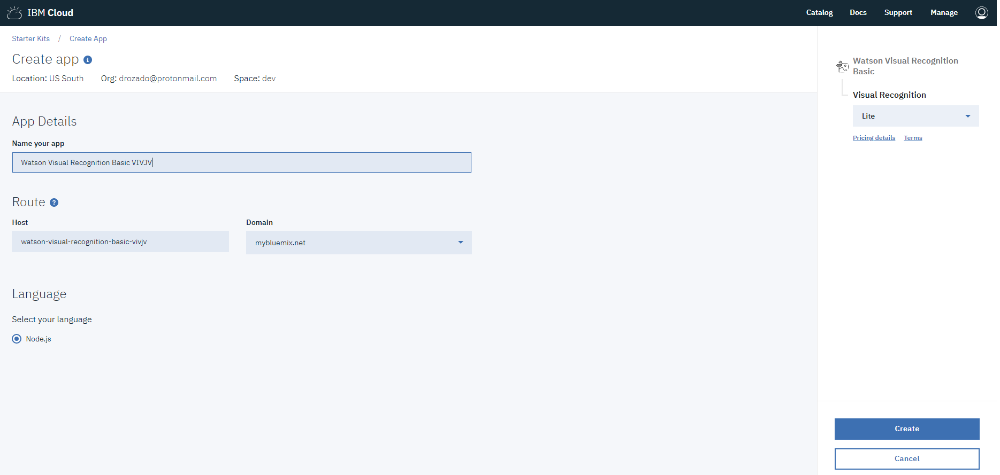 IBM Cloud
Catalog Docs Support Manage
Starter Kits / Create App
Create app
Location: US South Org: drozado@protonmail.com Space: dev
App Details
Name your app
Watson Visual Recognition Basic VIVJV
Route ?
Host
watson-visual-recognition-basic-vivjv
Domain
mybluemix.net
Language
Select your language
Node.js
Watson Visual Recognition
Basic
Visual Recognition
Lite
Pricing details Terms
Create
Cancel